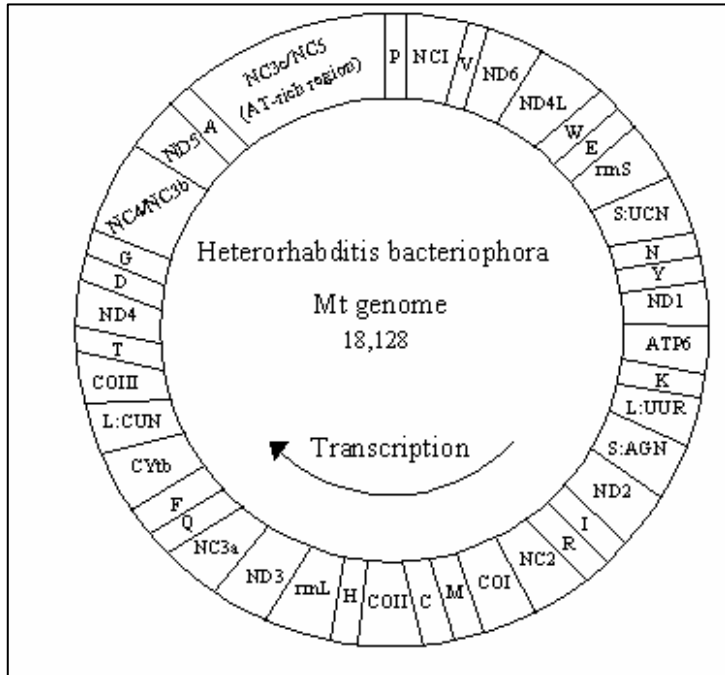 NC3c/NC5
(AT-rich region)
P
NCI
V
ND6
ND4L
W
E
rrnS
S:UCN
N
Y
ND1
ATP6
K
L:UUR
S:AGN
ND2
I
R
NC2
COI
M
C
COII
H
rrnL
ND3
NC3a
Q
F
CYtb
L:CUN
COIII
T
ND4
D
G
NC4/NC3b
ND5
A
Heterorhabditis bacteriophora
Mt genome
18,128
Transcription